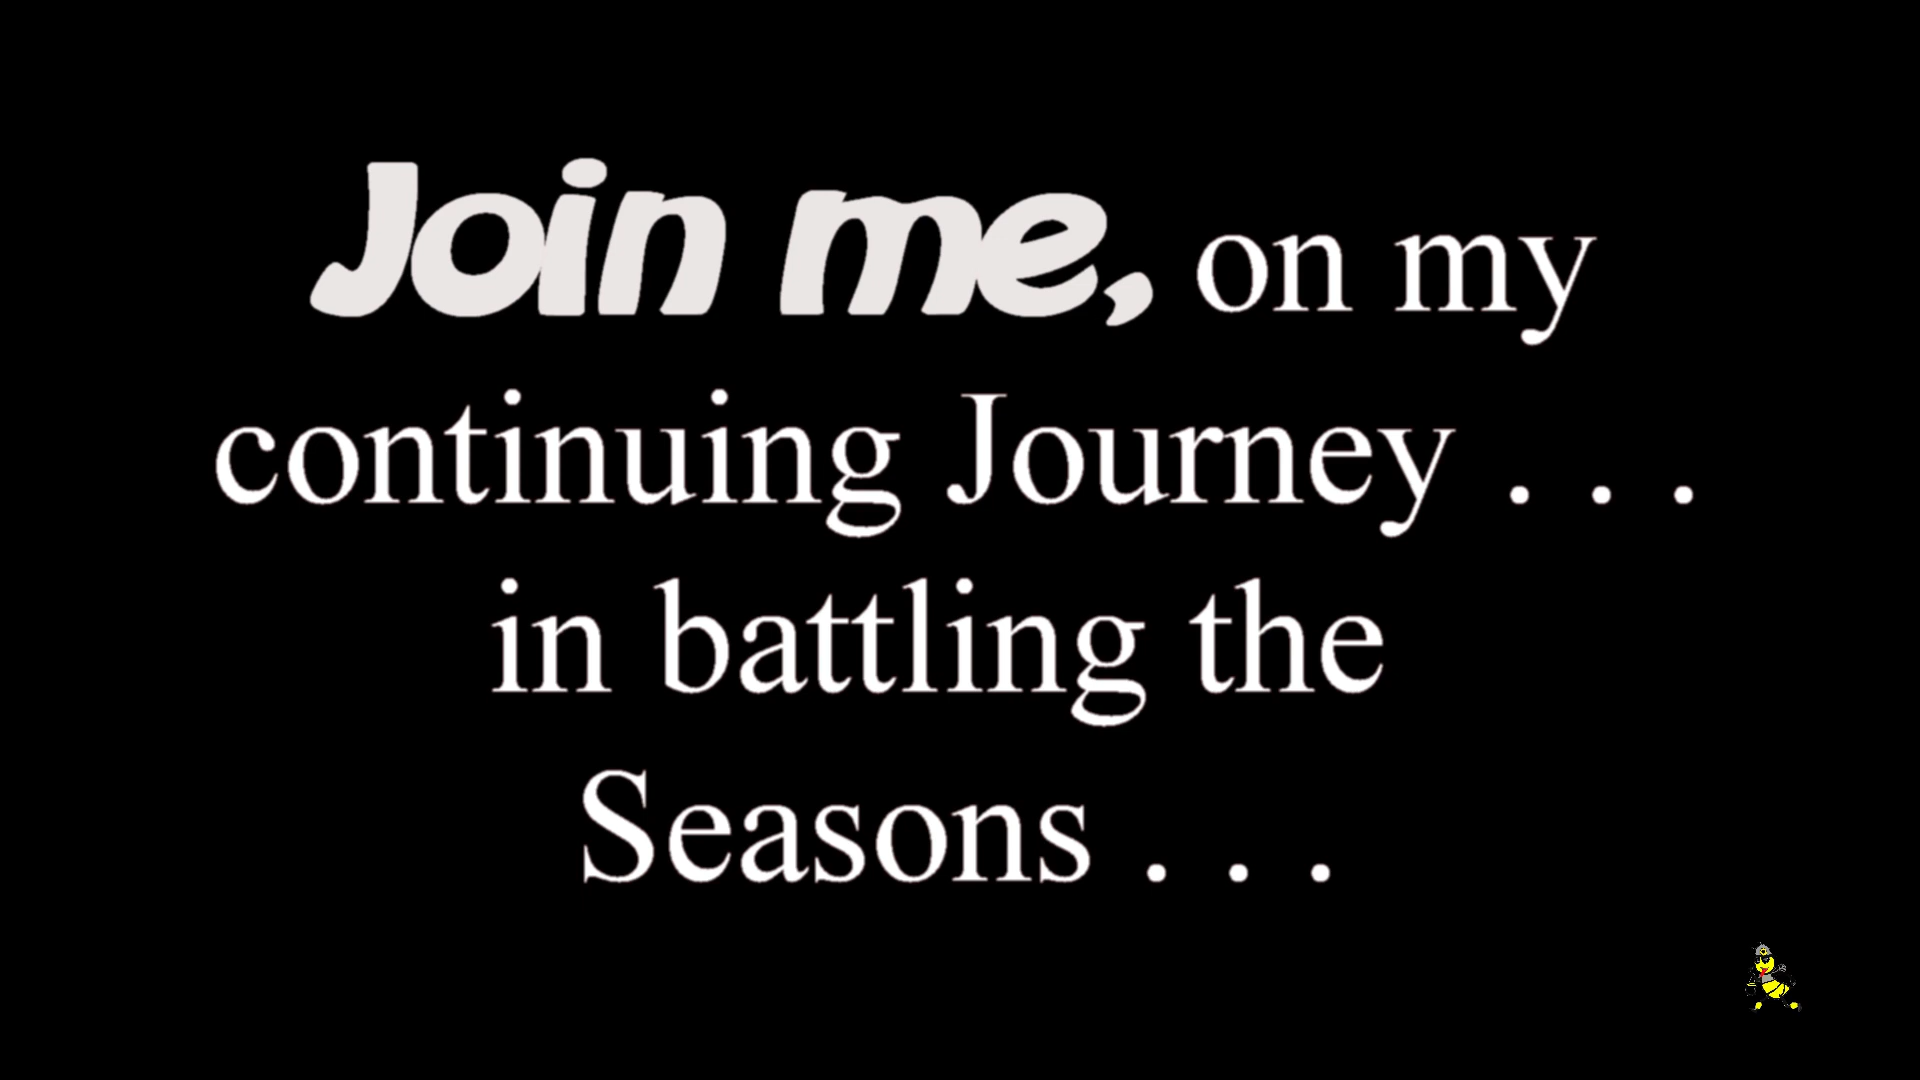 Join me, on my
continuing Journey . . .
in battling the
Seasons . . .